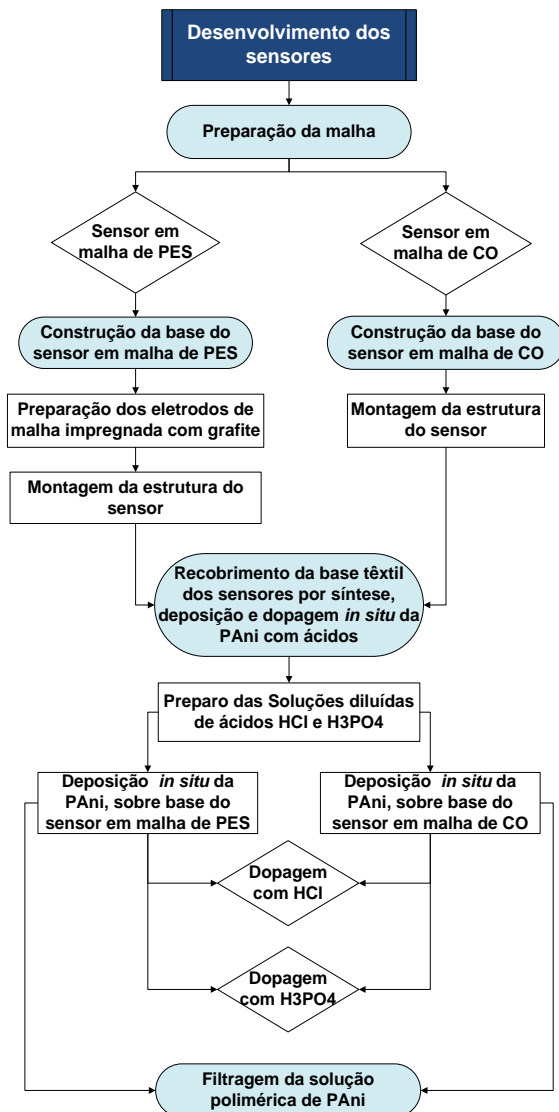 Desenvolvimento dos
sensores
Preparação da malha
Sensor em
malha de PES
Sensor em
malha de CO
Construção da base do
sensor em malha de PES
Construção da base do
sensor em malha de CO
Preparação dos eletrodos de
malha impregnada com grafite
Montagem da estrutura
do sensor
Montagem da estrutura do
sensor
Recobrimento da base têxtil
dos sensores por síntese,
deposição e dopagem in situ da
PAni com ácidos
Preparo das Soluções diluídas
de ácidos HCl e H3PO4
Deposição in situ da
PAni, sobre base do
sensor em malha de PES
Deposição in situ da
PAni, sobre base do
sensor em malha de CO
Dopagem
com HCl
Dopagem
com H3PO4
Filtragem da solução
polimérica de PAni